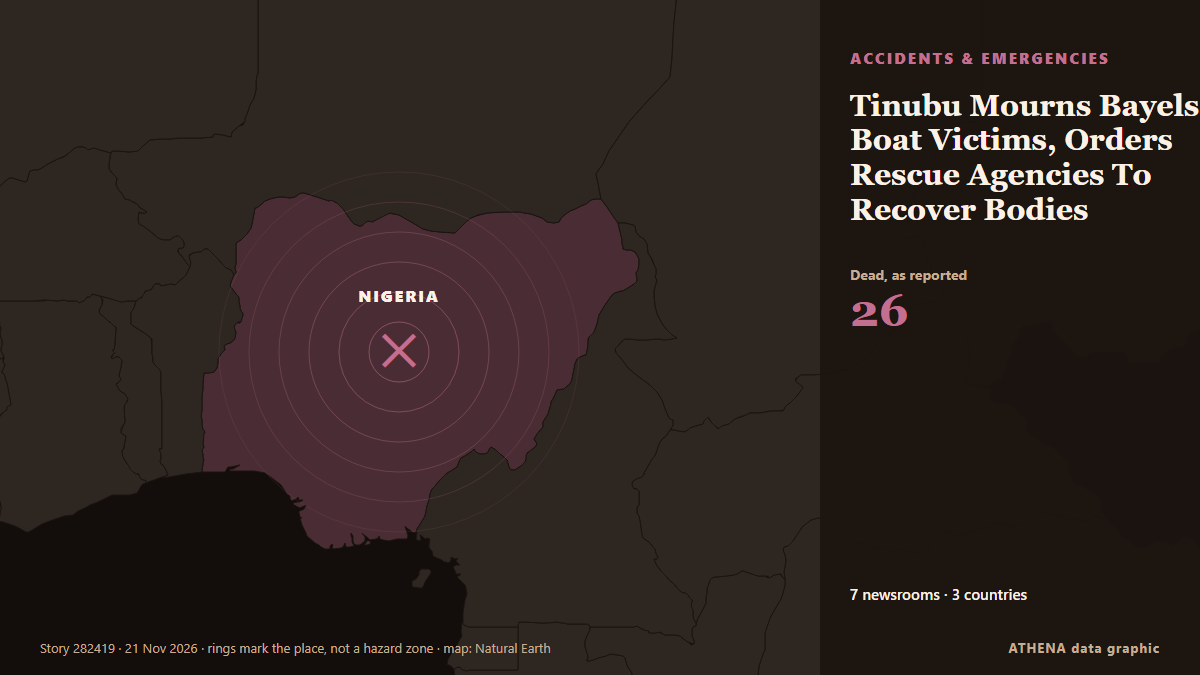 ACCIDENTS & EMERGENCIES
Tinubu Mourns Bayels
Boat Victims, Orders
Rescue Agencies To
Recover Bodies
Dead, as reported
26
NIGERIA
7 newsrooms · 3 countries
Story 282419 · 21 Nov 2026 · rings mark the place, not a hazard zone · map: Natural Earth
ATHENA data graphic